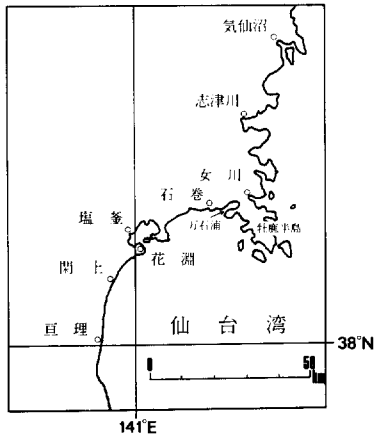 気仙沼
志津川
女川
石巻
万石浦
牡鹿半島
塩釜
花淵
閖上
亘理
仙台湾
38°N
0 50
km
141°E